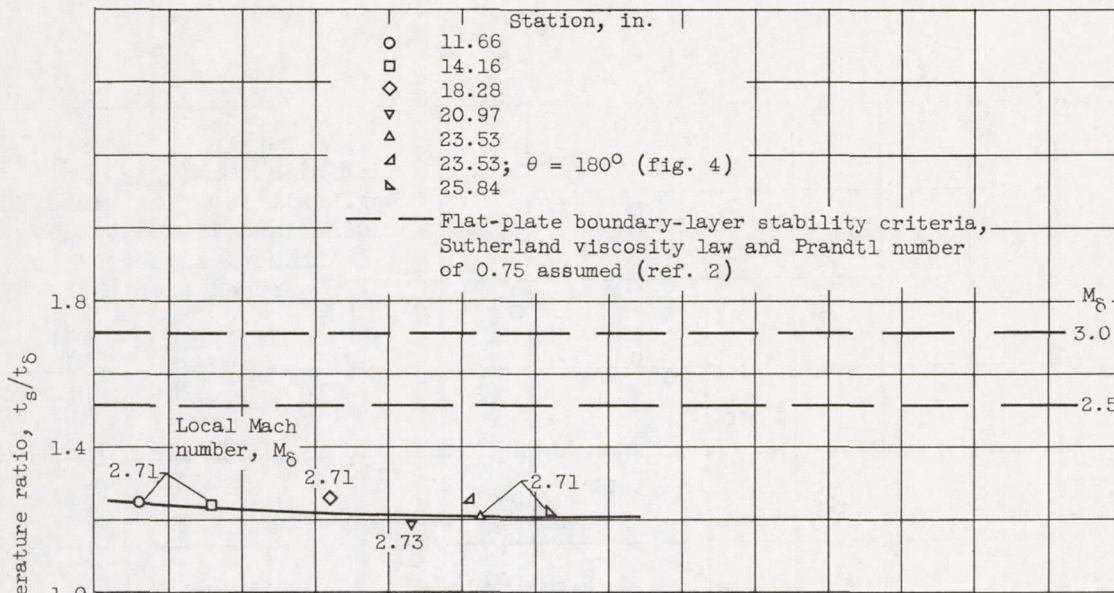 Station, in.
11.66
14.16
18.28
20.97
23.53
23.53; θ = 180° (fig. 4)
25.84
Flat-plate boundary-layer stability criteria,
Sutherland viscosity law and Prandtl number
of 0.75 assumed (ref. 2)
1.8
M_δ
3.0
2.5
1.4
Local Mach
number, M_δ
2.71
2.71
2.71
2.73
ratio, t_s/t_δ